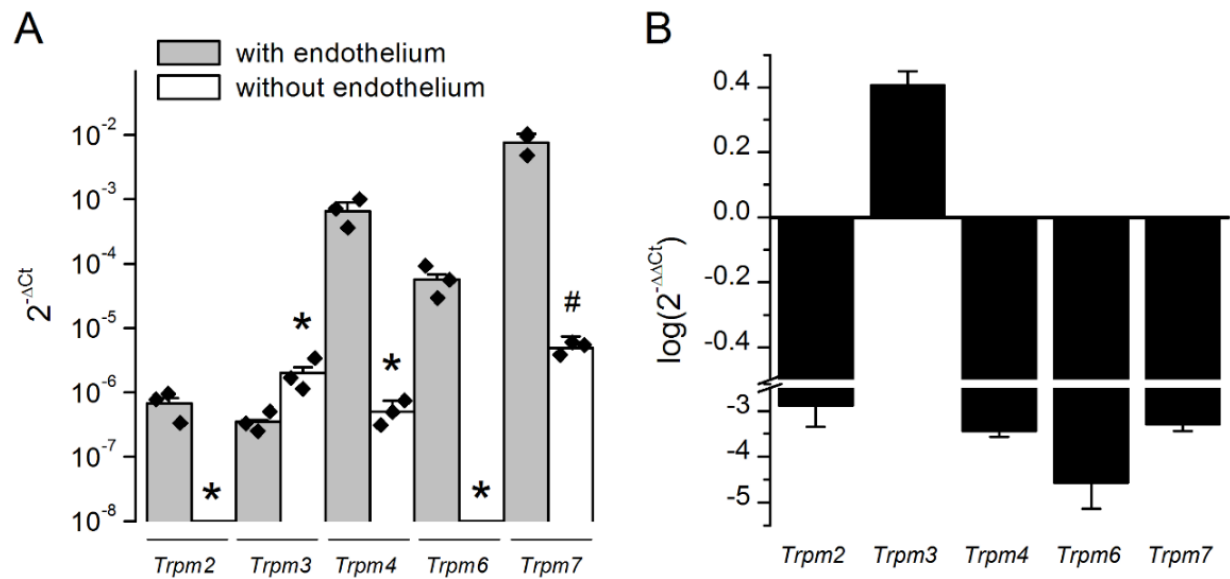 A
with endothelium
without endothelium
2^-ΔCt
10^-2
10^-3
10^-4
10^-5
10^-6
10^-7
10^-8
*
*
*
*
#
Trpm2 Trpm3 Trpm4 Trpm6 Trpm7
B
log(2^-ΔΔCt)
0.4
0.2
0.0
-0.2
-0.4
-3
-4
-5
Trpm2 Trpm3 Trpm4 Trpm6 Trpm7